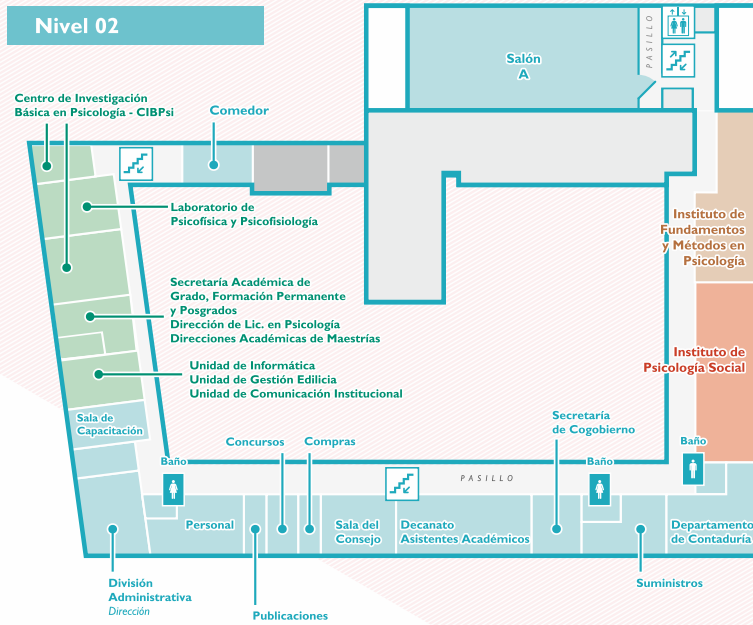 Nivel 02
Salón
A
PASILLO
Centro de Investigación
Básica en Psicología - CIBPsi
Comedor
Laboratorio de
Psicofísica y Psicofisiología
Instituto de
Fundamentos
y Métodos en
Psicología
Secretaría Académica de
Grado, Formación Permanente
y Posgrados
Dirección de Lic. en Psicología
Direcciones Académicas de Maestrías
Instituto de
Psicología Social
Unidad de Informática
Unidad de Gestión Edilicia
Unidad de Comunicación Institucional
Sala de
Capacitación
Secretaría
de Cogobierno
Concursos
Compras
Baño
Baño
Baño
PASILLO
Personal
Sala del
Consejo
Decanato
Asistentes Académicos
Departamento
de Contaduría
División
Administrativa
Dirección
Publicaciones
Suministros